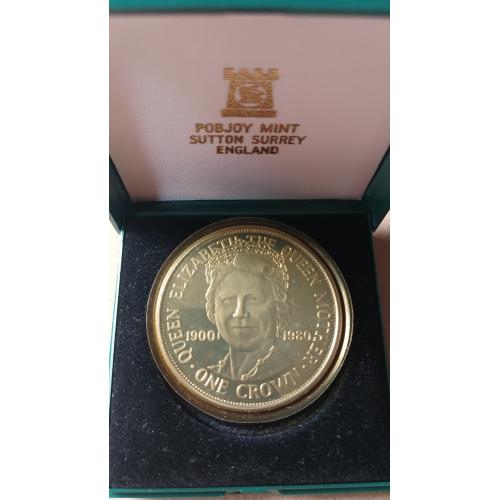 POBJOY MINT
SUTTON SURREY
ENGLAND
QUEEN ELIZABETH THE QUEEN MOTHER
1900 1980
· ONE CROWN ·